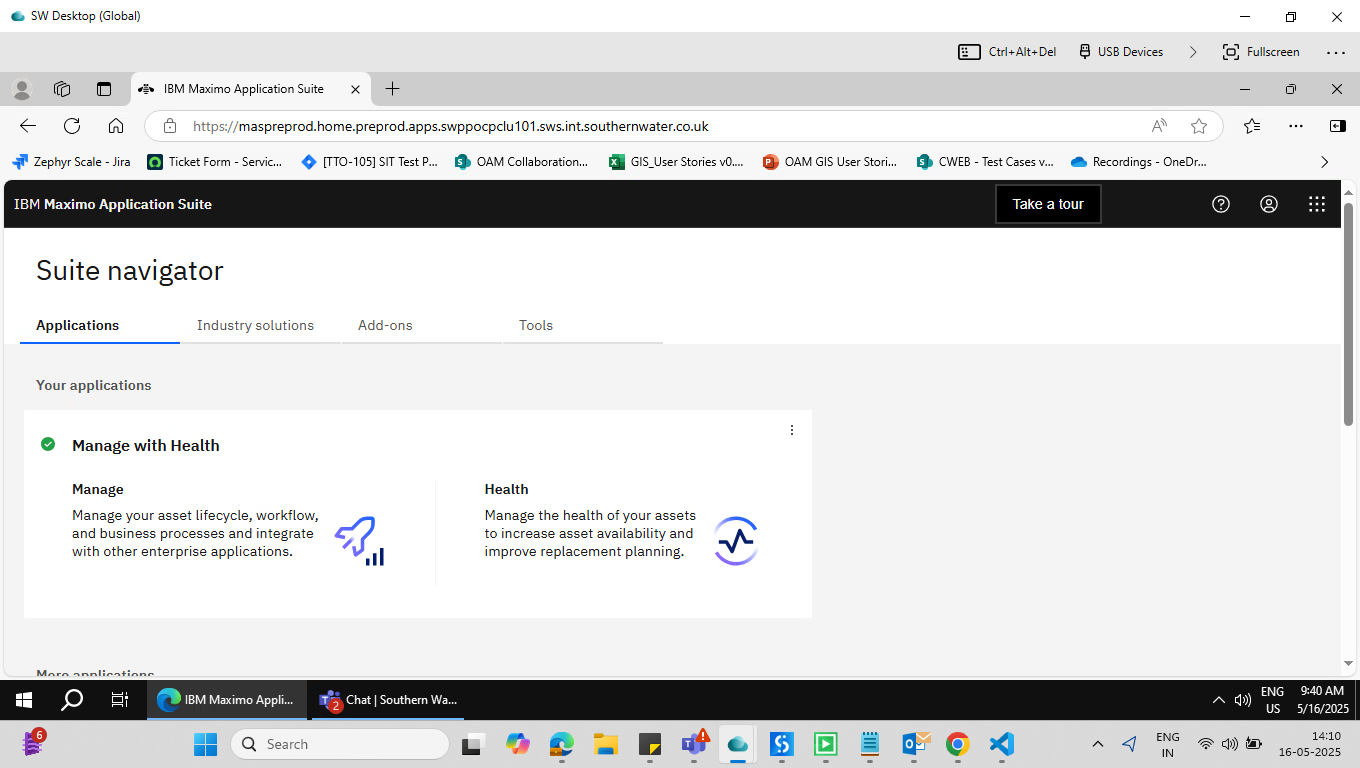 SW Desktop (Global)
Ctrl+Alt+Del
USB Devices
Fullscreen
IBM Maximo Application Suite
https://maspreprod.home.preprod.apps.swppocpclu101.sws.int.southernwater.co.uk
Zephyr Scale - Jira
Ticket Form - Servic...
[TTO-105] SIT Test P...
OAM Collaboration...
GIS_User Stories v0....
OAM GIS User Stori...
CWEB - Test Cases v...
Recordings - OneDr...
IBM Maximo Application Suite
Take a tour
Suite navigator
Applications
Industry solutions
Add-ons
Tools
Your applications
Manage with Health
Manage
Manage your asset lifecycle, workflow,
and business processes and integrate
with other enterprise applications.
Health
Manage the health of your assets
to increase asset availability and
improve replacement planning.
More applications
IBM Maximo Appli...
2
Chat | Southern Wa...
ENG
US
9:40 AM
5/16/2025
6
Search
ENG
IN
14:10
16-05-2025